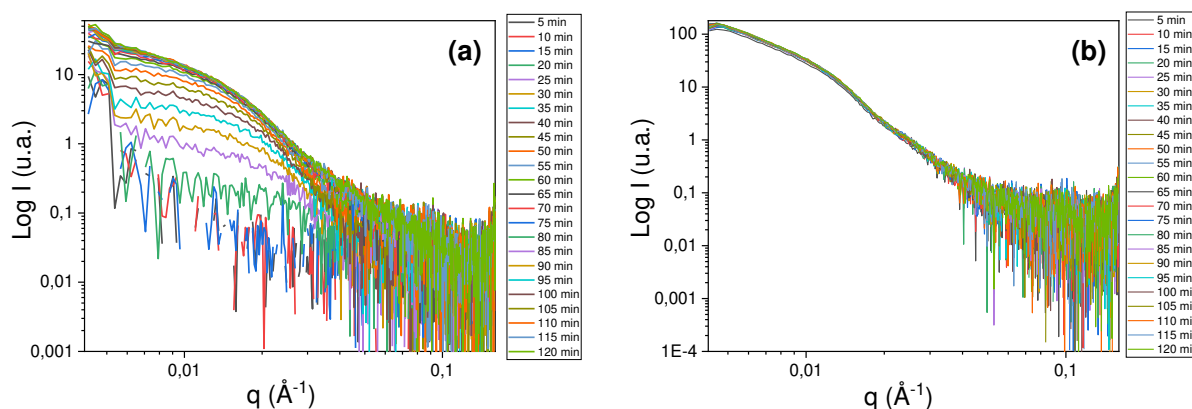 (a)
Log I (u.a.)
10
1
0,1
0,01
0,001
0,01
0,1
q (Å-1)
5 min
10 min
15 min
20 min
25 min
30 min
35 min
40 min
45 min
50 min
55 min
60 min
65 min
70 min
75 min
80 min
85 min
90 min
95 min
100 min
105 min
110 min
115 min
120 min
(b)
Log I (u.a.)
100
10
1
0,1
0,01
0,001
1E-4
0,01
0,1
q (Å-1)
5 min
10 min
15 min
20 min
25 min
30 min
35 min
40 min
45 min
50 min
55 min
60 min
65 min
70 min
75 min
80 min
85 min
90 min
95 min
100 min
105 min
110 min
115 mi
120 min